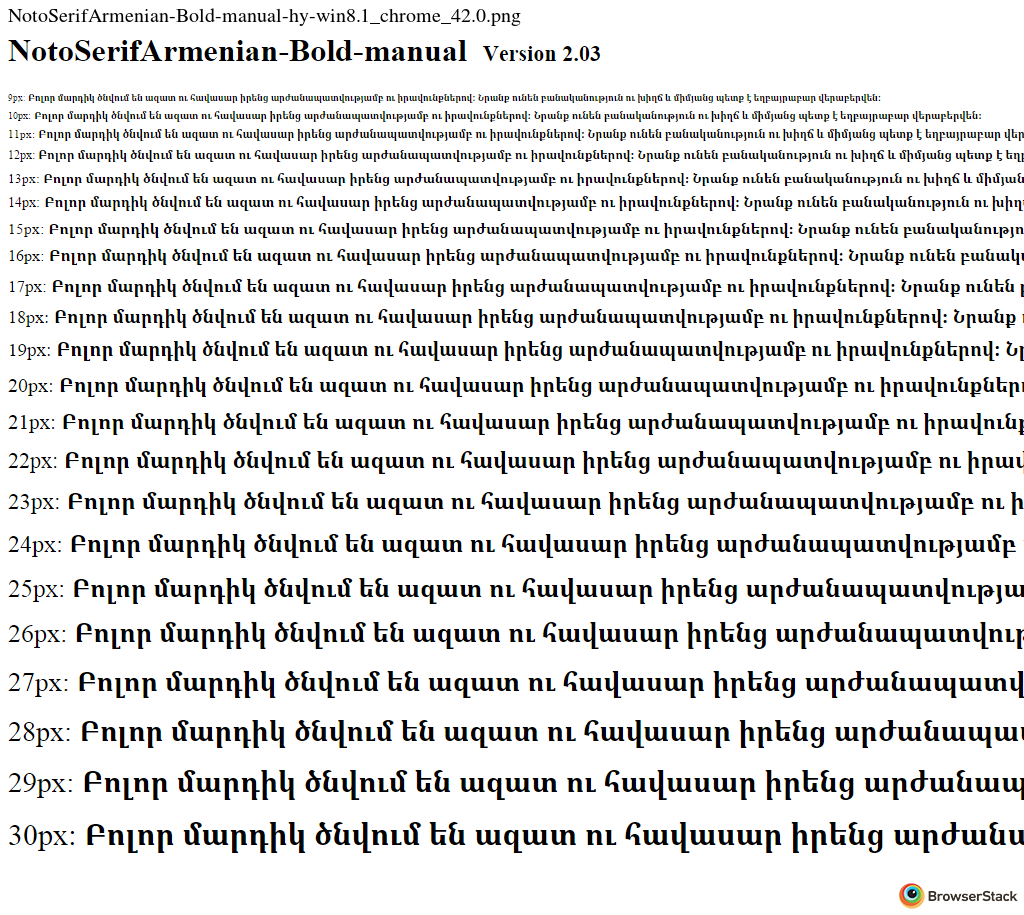 NotoSerifArmenian-Bold-manual-hy-win8.1_chrome_42.0.png
NotoSerifArmenian-Bold-manual Version 2.03
9px: Բոլոր մարդիկ ծնվում են ազատ ու հավասար իրենց արժանապատվությամբ ու իրավունքներով։ Նրանք ունեն բանականություն ու խիղճ և միմյանց պետք է եղբայրաբար վերաբերվեն։
10px: Բոլոր մարդիկ ծնվում են ազատ ու հավասար իրենց արժանապատվությամբ ու իրավունքներով։ Նրանք ունեն բանականություն ու խիղճ և միմյանց պետք է եղբայրաբար վերաբերվեն։
11px: Բոլոր մարդիկ ծնվում են ազատ ու հավասար իրենց արժանապատվությամբ ու իրավունքներով։ Նրանք ունեն բանականություն ու խիղճ և միմյանց պետք է եղբայրաբար վեր
12px: Բոլոր մարդիկ ծնվում են ազատ ու հավասար իրենց արժանապատվությամբ ու իրավունքներով։ Նրանք ունեն բանականություն ու խիղճ և միմյանց պետք է եղբ
13px: Բոլոր մարդիկ ծնվում են ազատ ու հավասար իրենց արժանապատվությամբ ու իրավունքներով։ Նրանք ունեն բանականություն ու խիղճ և միմյան
14px: Բոլոր մարդիկ ծնվում են ազատ ու հավասար իրենց արժանապատվությամբ ու իրավունքներով։ Նրանք ունեն բանականություն ու խիղ
15px: Բոլոր մարդիկ ծնվում են ազատ ու հավասար իրենց արժանապատվությամբ ու իրավունքներով։ Նրանք ունեն բանականությո
16px: Բոլոր մարդիկ ծնվում են ազատ ու հավասար իրենց արժանապատվությամբ ու իրավունքներով։ Նրանք ունեն բանակ
17px: Բոլոր մարդիկ ծնվում են ազատ ու հավասար իրենց արժանապատվությամբ ու իրավունքներով։ Նրանք ունեն
18px: Բոլոր մարդիկ ծնվում են ազատ ու հավասար իրենց արժանապատվությամբ ու իրավունքներով։ Նրանք
19px: Բոլոր մարդիկ ծնվում են ազատ ու հավասար իրենց արժանապատվությամբ ու իրավունքներով։ Նր
20px: Բոլոր մարդիկ ծնվում են ազատ ու հավասար իրենց արժանապատվությամբ ու իրավունքներ
21px: Բոլոր մարդիկ ծնվում են ազատ ու հավասար իրենց արժանապատվությամբ ու իրավունք
22px: Բոլոր մարդիկ ծնվում են ազատ ու հավասար իրենց արժանապատվությամբ ու իրավ
23px: Բոլոր մարդիկ ծնվում են ազատ ու հավասար իրենց արժանապատվությամբ ու ի
24px: Բոլոր մարդիկ ծնվում են ազատ ու հավասար իրենց արժանապատվությամբ
25px: Բոլոր մարդիկ ծնվում են ազատ ու հավասար իրենց արժանապատվությա
26px: Բոլոր մարդիկ ծնվում են ազատ ու հավասար իրենց արժանապատվութ
27px: Բոլոր մարդիկ ծնվում են ազատ ու հավասար իրենց արժանապատվ
28px: Բոլոր մարդիկ ծնվում են ազատ ու հավասար իրենց արժանապատ
29px: Բոլոր մարդիկ ծնվում են ազատ ու հավասար իրենց արժանապ
30px: Բոլոր մարդիկ ծնվում են ազատ ու հավասար իրենց արժանա
BrowserStack